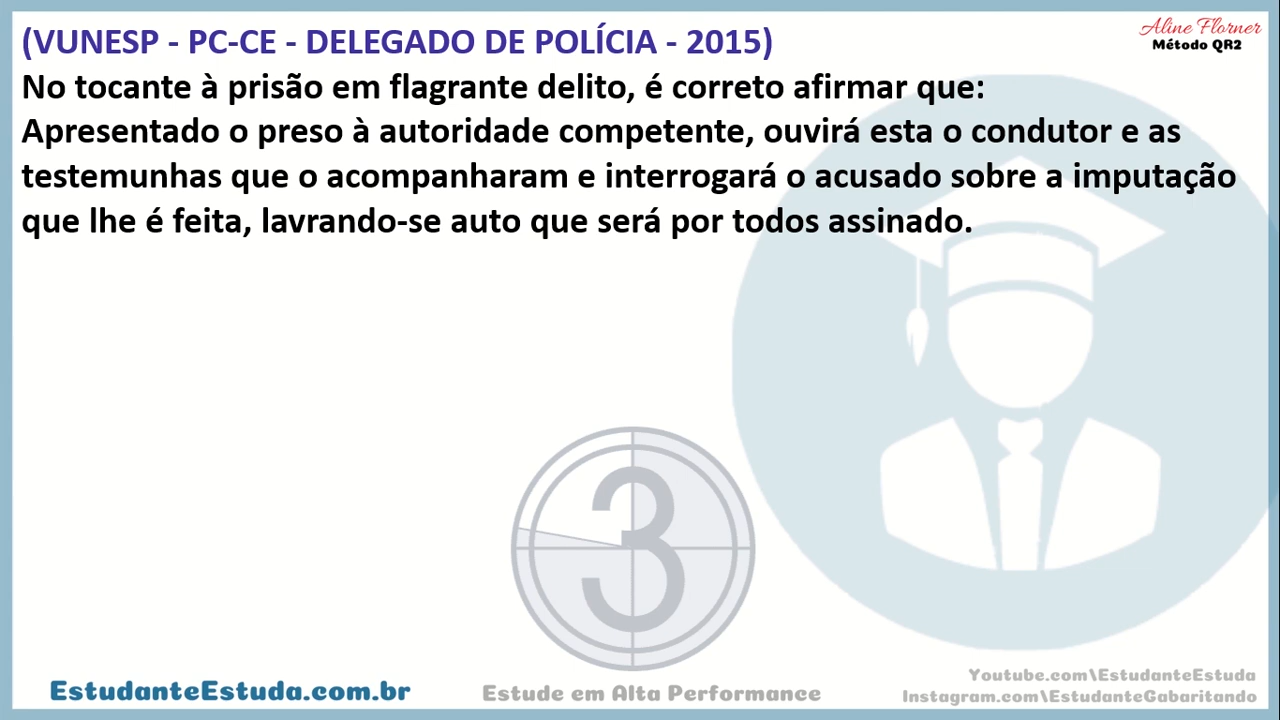 Aline Florner
Método QR2
(VUNESP - PC-CE - DELEGADO DE POLÍCIA - 2015)
No tocante à prisão em flagrante delito, é correto afirmar que:
Apresentado o preso à autoridade competente, ouvirá esta o condutor e as
testemunhas que o acompanharam e interrogará o acusado sobre a imputação
que lhe é feita, lavrando-se auto que será por todos assinado.
3
EstudanteEstuda.com.br
Estude em Alta Performance
Youtube.com\EstudanteEstuda
Instagram.com\EstudanteGabaritando